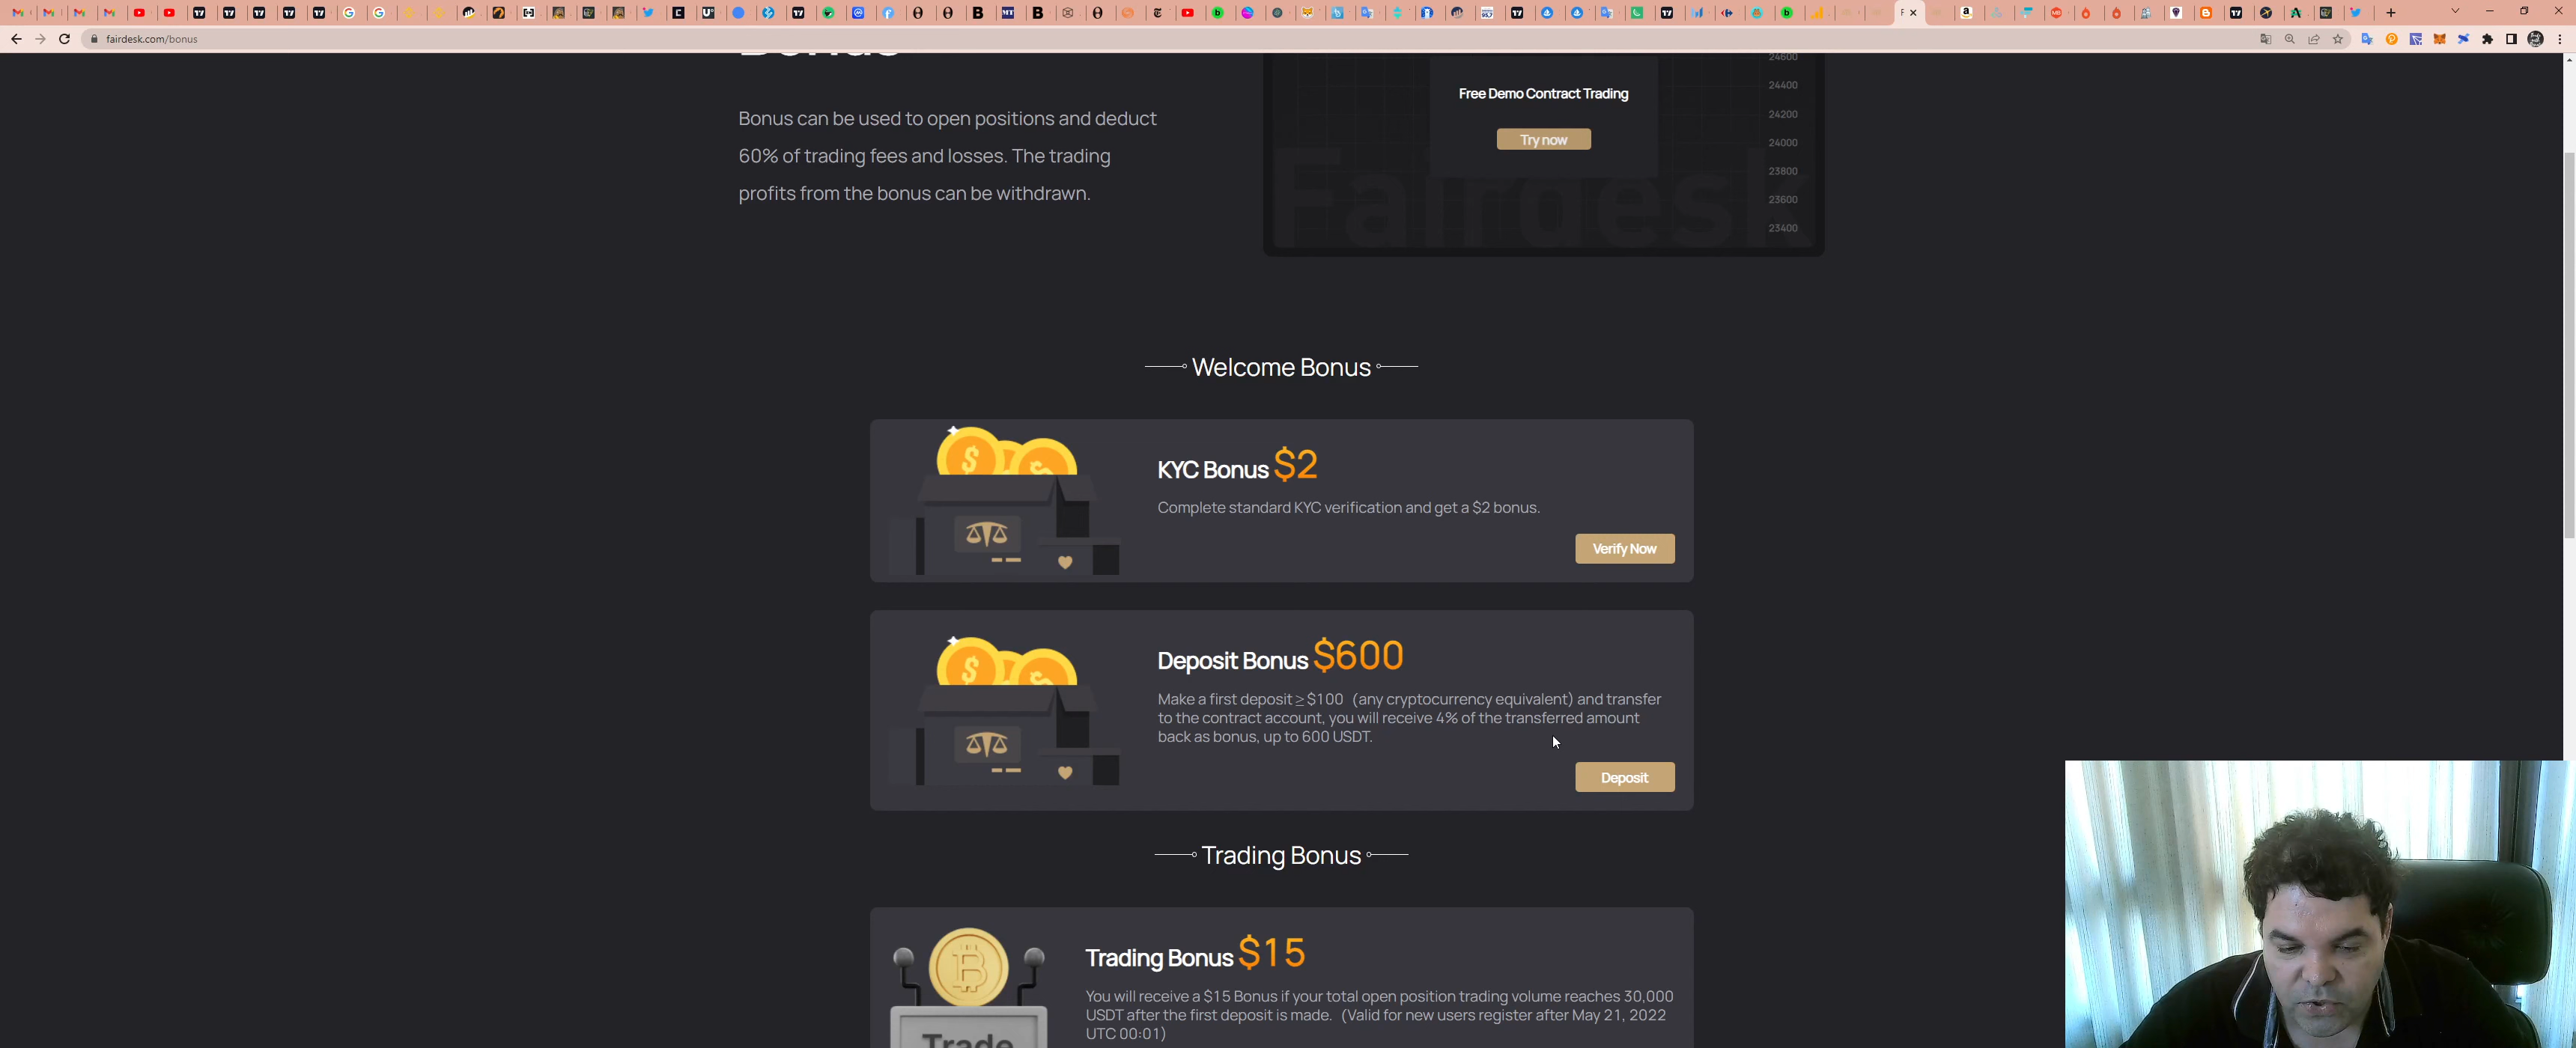 fairdesk.com/bonus
Bonus
Bonus can be used to open positions and deduct
60% of trading fees and losses. The trading
profits from the bonus can be withdrawn.
24600
24400
24200
24000
23800
23600
23400
Free Demo Contract Trading
Try now
Fairdesk
Welcome Bonus
KYC Bonus $2
Complete standard KYC verification and get a $2 bonus.
Verify Now
Deposit Bonus $600
Make a first deposit ≥ $100 (any cryptocurrency equivalent) and transfer
to the contract account, you will receive 4% of the transferred amount
back as bonus, up to 600 USDT.
Deposit
Trading Bonus
Trading Bonus $15
You will receive a $15 Bonus if your total open position trading volume reaches 30,000
USDT after the first deposit is made. (Valid for new users register after May 21, 2022
UTC 00:01)
Trade